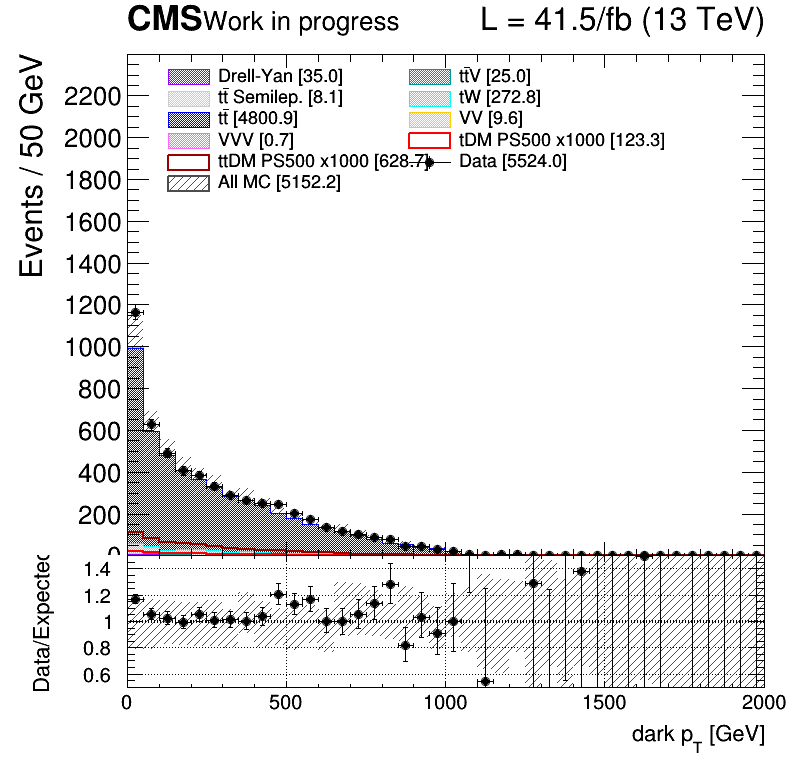 CMS Work in progress L = 41.5/fb (13 TeV)
Events / 50 GeV
Drell-Yan [35.0] tt̄V [25.0]
tt̄ Semilep. [8.1] tW [272.8]
tt̄ [4800.9] VV [9.6]
VVV [0.7] tDM PS500 x1000 [123.3]
ttDM PS500 x1000 [628.7] Data [5524.0]
All MC [5152.2]
2200
2000
1800
1600
1400
1200
1000
800
600
400
200
0
Data/Expected
1.4
1.2
1
0.8
0.6
0 500 1000 1500 2000
dark p_T [GeV]